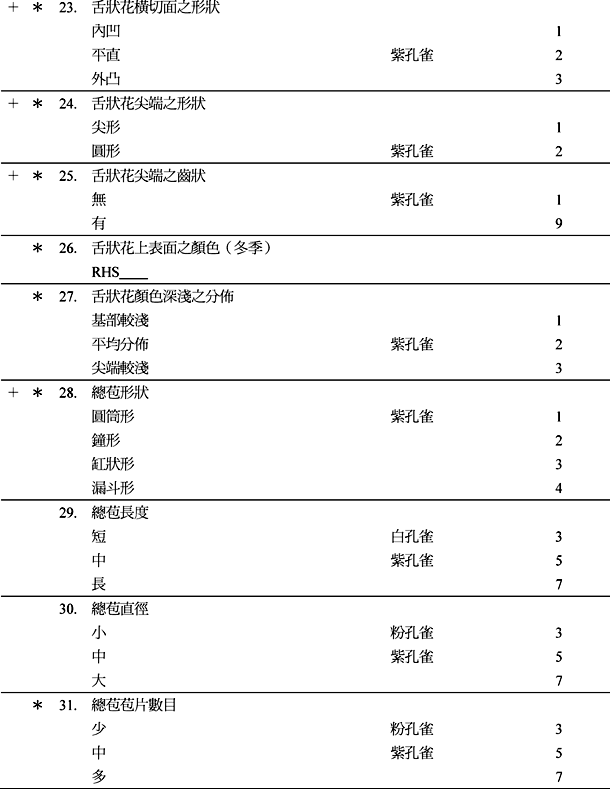 + * 23. 舌狀花橫切面之形狀
內凹 1
平直 紫孔雀 2
外凸 3
+ * 24. 舌狀花尖端之形狀
尖形 1
圓形 紫孔雀 2
+ * 25. 舌狀花尖端之齒狀
無 紫孔雀 1
有 9
* 26. 舌狀花上表面之顏色（冬季）
RHS____
* 27. 舌狀花顏色深淺之分佈
基部較淺 1
平均分佈 紫孔雀 2
尖端較淺 3
+ * 28. 總苞形狀
圓筒形 紫孔雀 1
鐘形 2
缸狀形 3
漏斗形 4
29. 總苞長度
短 白孔雀 3
中 紫孔雀 5
長 7
30. 總苞直徑
小 粉孔雀 3
中 紫孔雀 5
大 7
* 31. 總苞苞片數目
少 粉孔雀 3
中 紫孔雀 5
多 7